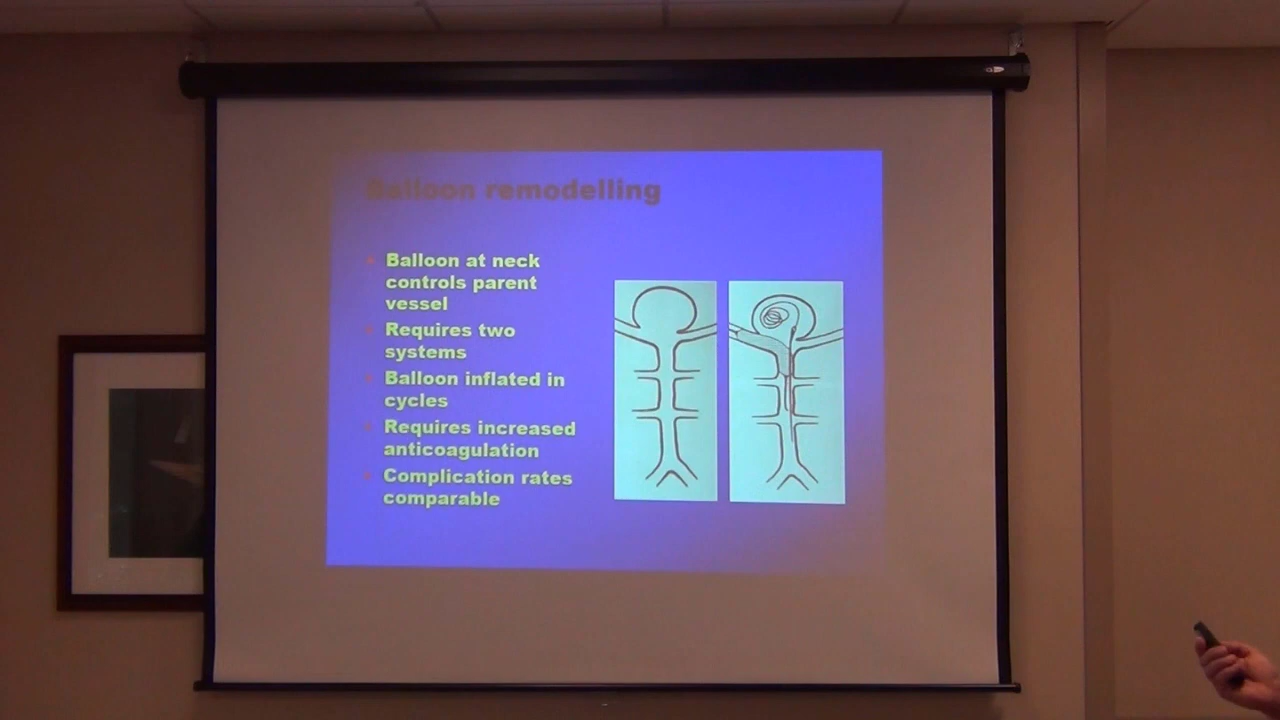 Balloon remodelling
Balloon at neck
controls parent
vessel
Requires two
systems
Balloon inflated in
cycles
Requires increased
anticoagulation
Complication rates
comparable